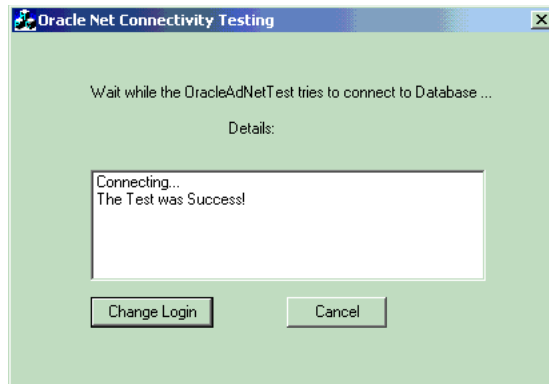 Oracle Net Connectivity Testing
Wait while the OracleAdNetTest tries to connect to Database ...
Details:
Connecting...
The Test was Success!
Change Login
Cancel